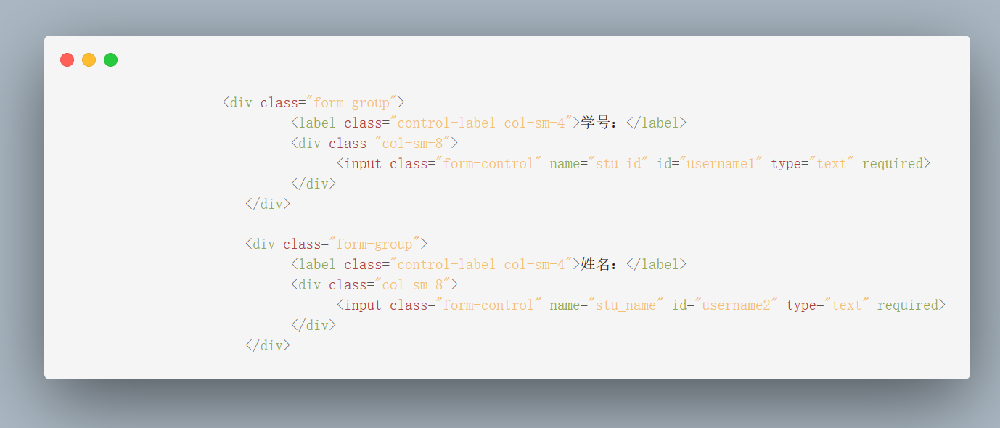 <div class="form-group">
<label class="control-label col-sm-4">学号：</label>
<div class="col-sm-8">
<input class="form-control" name="stu_id" id="username1" type="text" required>
</div>
</div>
<div class="form-group">
<label class="control-label col-sm-4">姓名：</label>
<div class="col-sm-8">
<input class="form-control" name="stu_name" id="username2" type="text" required>
</div>
</div>